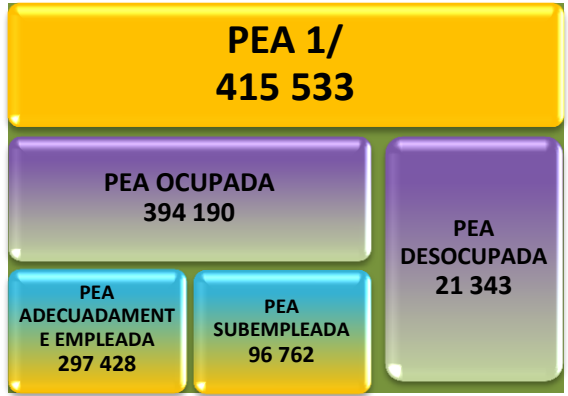 PEA 1/
415 533
PEA OCUPADA
394 190
PEA
DESOCUPADA
21 343
PEA
ADECUADAMENT
E EMPLEADA
297 428
PEA
SUBEMPLEADA
96 762